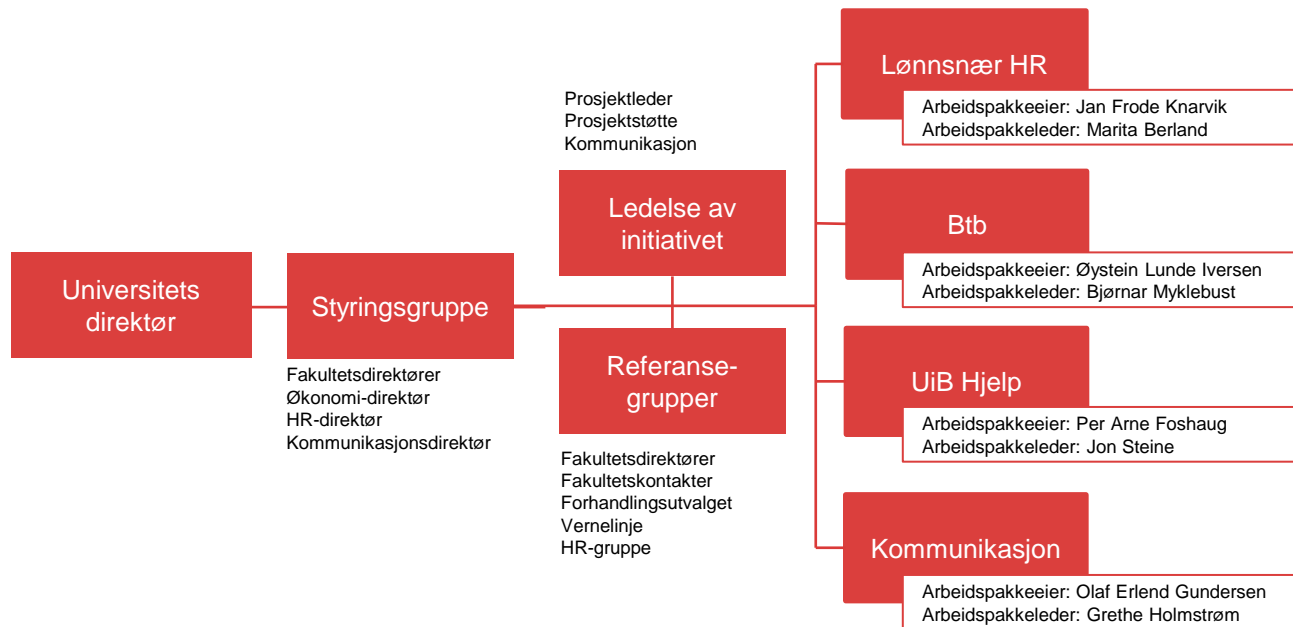 Universitets
direktør
Styringsgruppe
Fakultetsdirektører
Økonomi-direktør
HR-direktør
Kommunikasjonsdirektør
Prosjektleder
Prosjektstøtte
Kommunikasjon
Ledelse av
initiativet
Referanse-
grupper
Fakultetsdirektører
Fakultetskontakter
Forhandlingsutvalget
Vernelinje
HR-gruppe
Lønnsnær HR
Arbeidspakkeeier: Jan Frode Knarvik
Arbeidspakkeleder: Marita Berland
Btb
Arbeidspakkeeier: Øystein Lunde Iversen
Arbeidspakkeleder: Bjørnar Myklebust
UiB Hjelp
Arbeidspakkeeier: Per Arne Foshaug
Arbeidspakkeleder: Jon Steine
Kommunikasjon
Arbeidspakkeeier: Olaf Erlend Gundersen
Arbeidspakkeleder: Grethe Holmstrøm